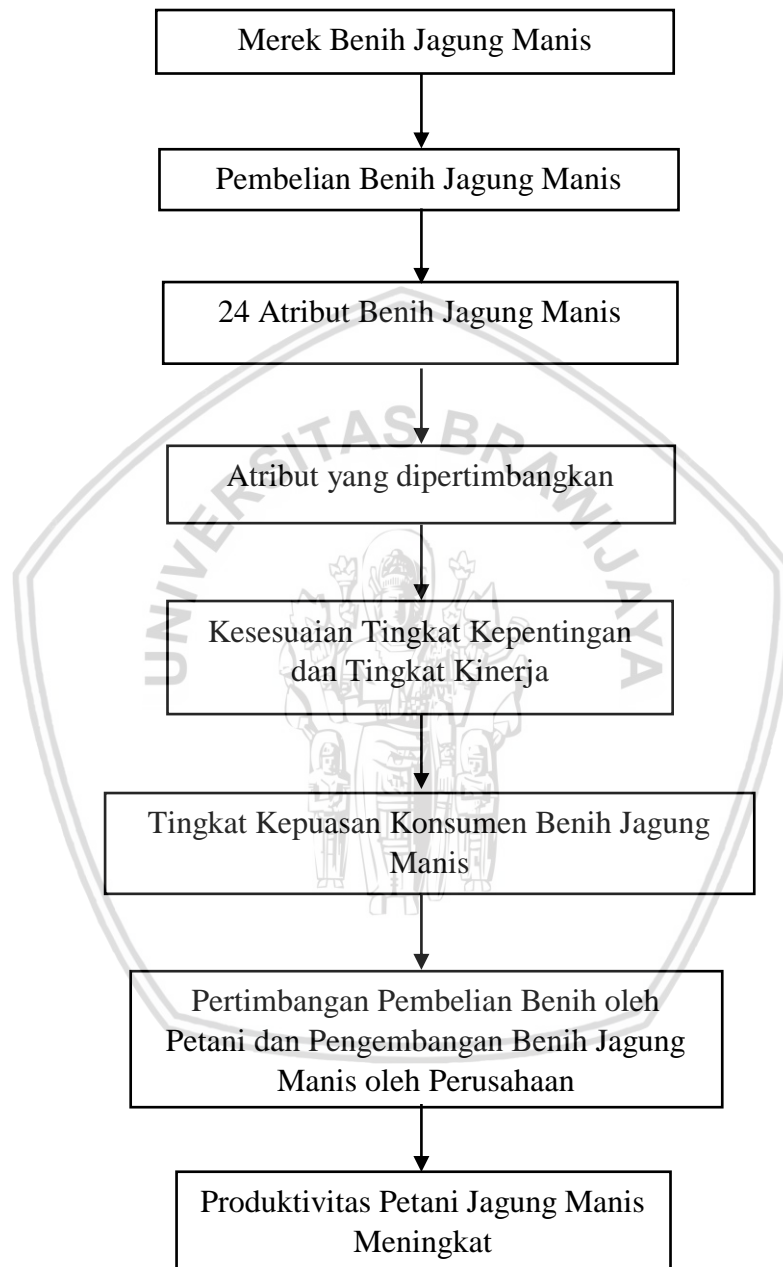 Merek Benih Jagung Manis
Pembelian Benih Jagung Manis
24 Atribut Benih Jagung Manis
UNIVERSITAS BRAWIJAYA
Atribut yang dipertimbangkan
Kesesuaian Tingkat Kepentingan
dan Tingkat Kinerja
Tingkat Kepuasan Konsumen Benih Jagung
Manis
Pertimbangan Pembelian Benih oleh
Petani dan Pengembangan Benih Jagung
Manis oleh Perusahaan
Produktivitas Petani Jagung Manis
Meningkat